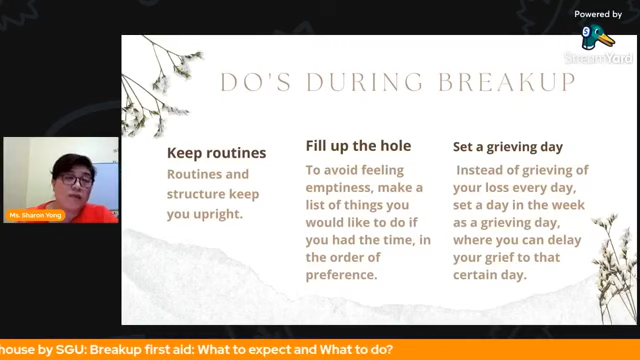 Powered by
StreamYard
DO'S DURING BREAKUP
Keep routines
Routines and
structure keep
you upright.
Fill up the hole
To avoid feeling
emptiness, make a
list of things you
would like to do if
you had the time, in
the order of
preference.
Set a grieving day
Instead of grieving of
your loss every day,
set a day in the week
as a grieving day,
where you can delay
your grief to that
certain day.
Ms. Sharon Yong
house by SGU: Breakup first aid: What to expect and What to do?